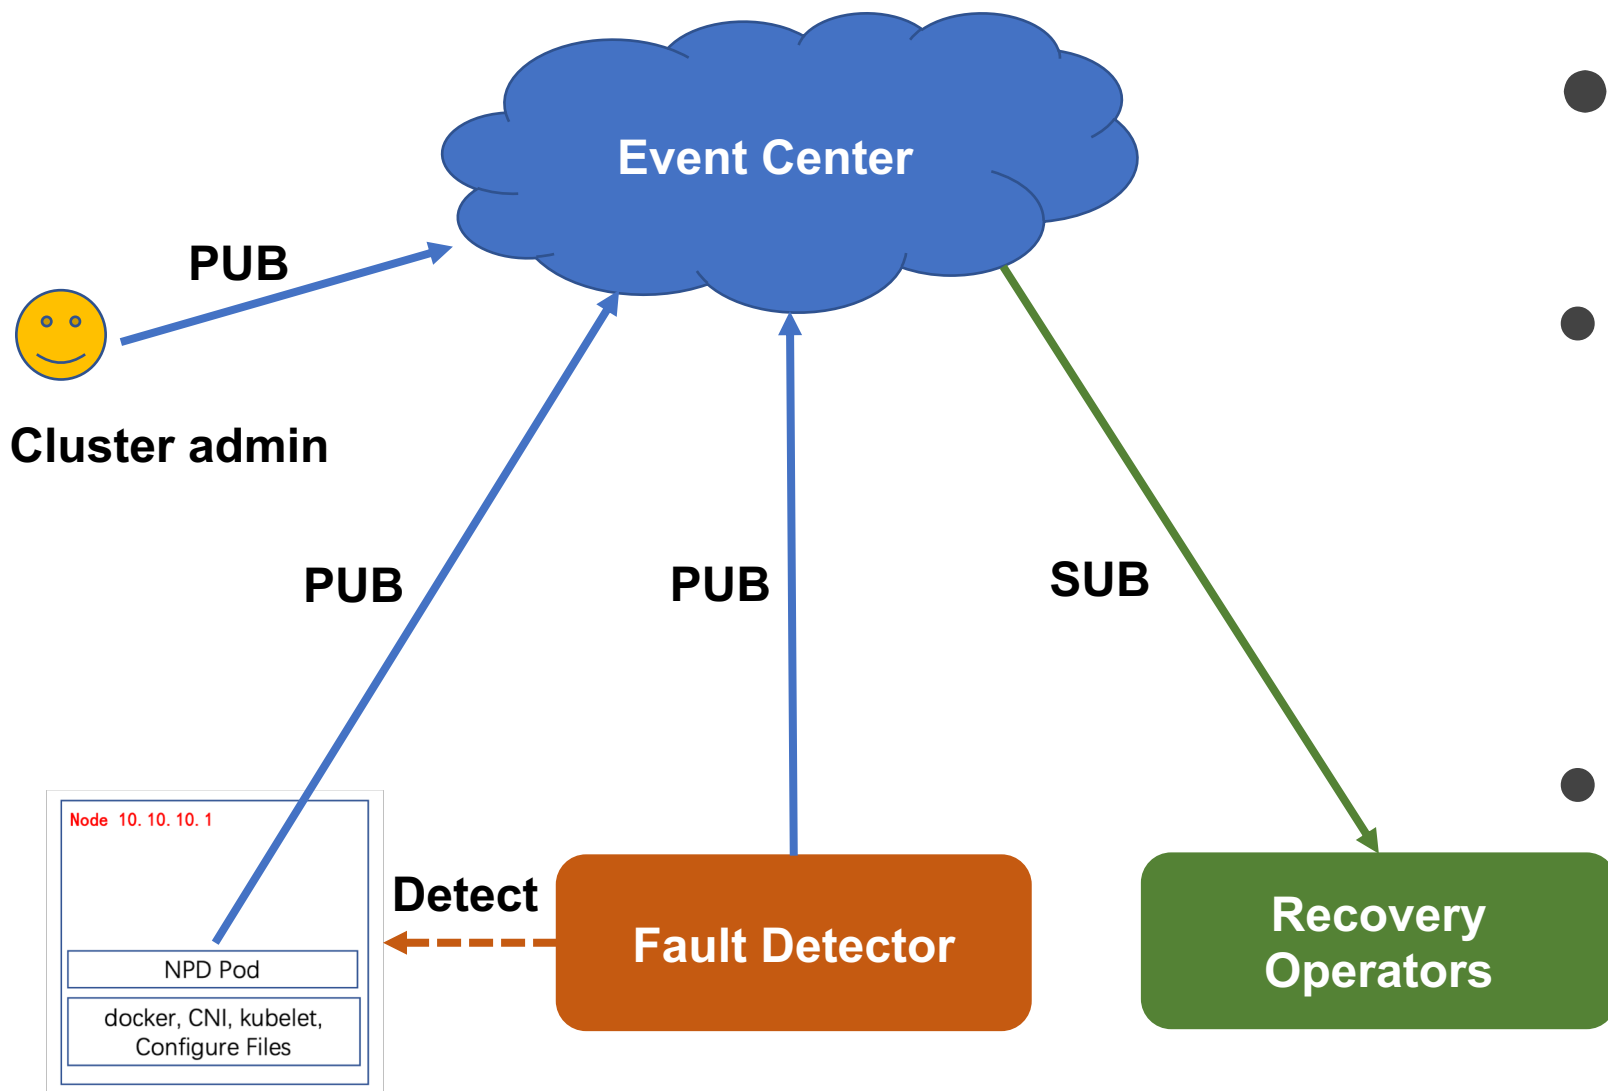 Event Center
PUB
Cluster admin
PUB
PUB
SUB
Node 10.10.10.1
Detect
Fault Detector
Recovery
Operators
NPD Pod
docker, CNI, kubelet,
Configure Files